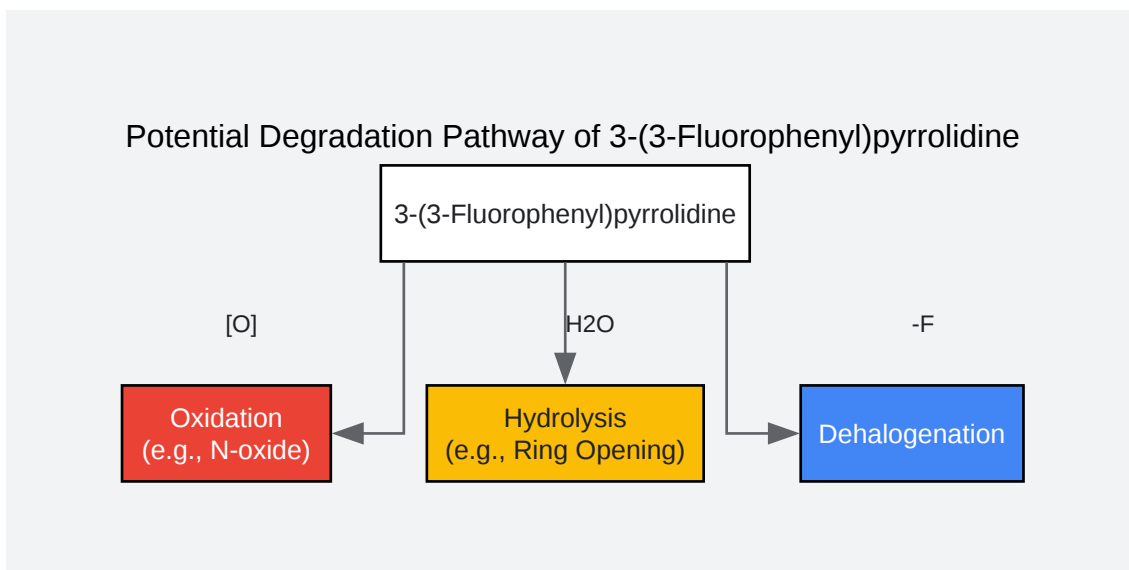 Potential Degradation Pathway of 3-(3-Fluorophenyl)pyrrolidine
3-(3-Fluorophenyl)pyrrolidine
[O]
H2O
-F
Oxidation
(e.g., N-oxide)
Hydrolysis
(e.g., Ring Opening)
Dehalogenation